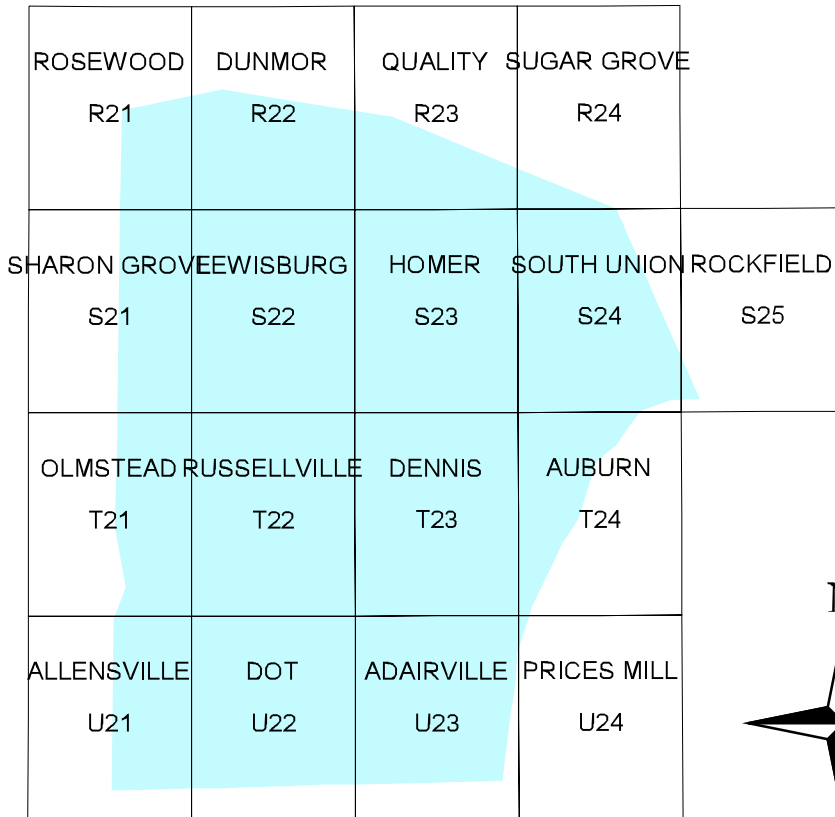 ROSEWOOD DUNMOR QUALITY SUGAR GROVE
R21 R22 R23 R24
SHARON GROVE LEWISBURG HOMER SOUTH UNION ROCKFIELD
S21 S22 S23 S24 S25
OLMSTEAD RUSSELLVILLE DENNIS AUBURN
T21 T22 T23 T24
ALLENSVILLE DOT ADAIRVILLE PRICES MILL
U21 U22 U23 U24